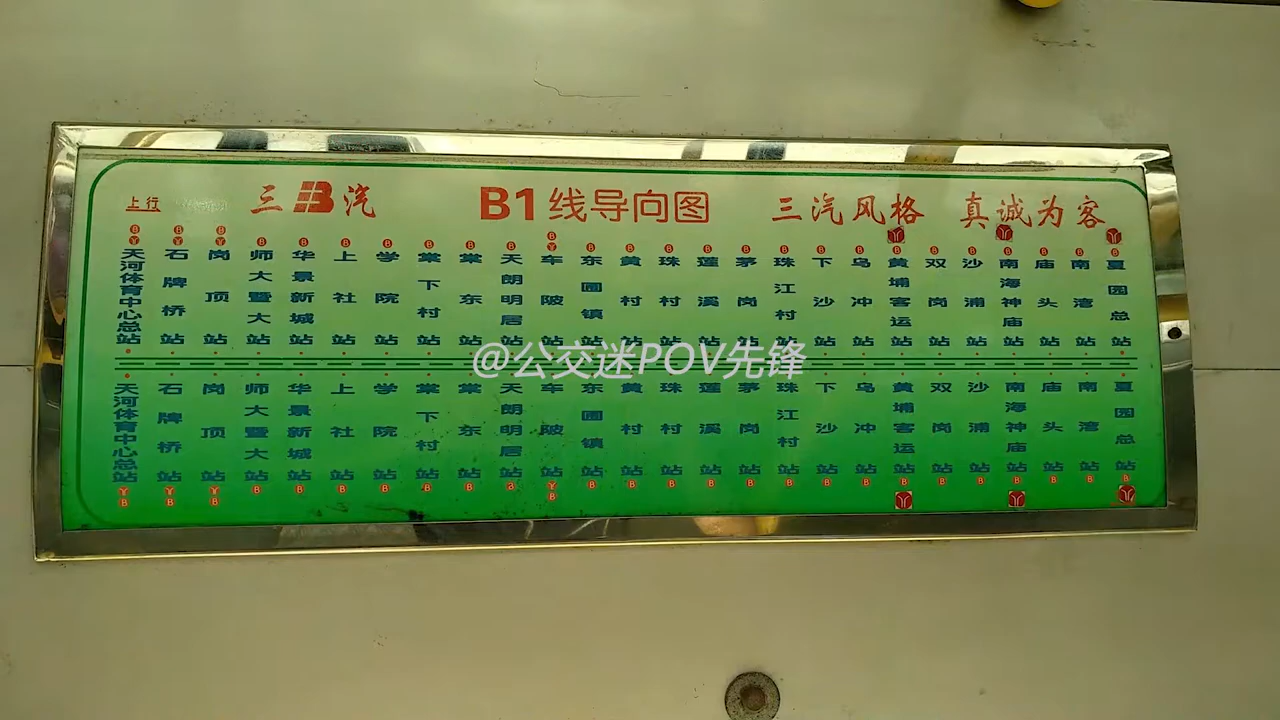 上行
三 B 汽
B1线导向图
三汽风格 真诚为客
天河体育中心总站
石牌桥站
岗顶站
师大暨大站
华景新城站
上社站
学院站
棠下村站
棠东站
天朗明居站
车陂站
东圃镇站
黄村站
珠村站
莲溪站
茅岗站
珠江村站
下沙站
乌冲站
黄埔客运站
双岗站
沙浦站
南海神庙站
庙头站
南湾站
夏园总站
@公交迷POV先锋
天河体育中心总站
石牌桥站
岗顶站
师大暨大站
华景新城站
上社站
学院站
棠下村站
棠东站
天朗明居站
车陂站
东圃镇站
黄村站
珠村站
莲溪站
茅岗站
珠江村站
下沙站
乌冲站
黄埔客运站
双岗站
沙浦站
南海神庙站
庙头站
南湾站
夏园总站